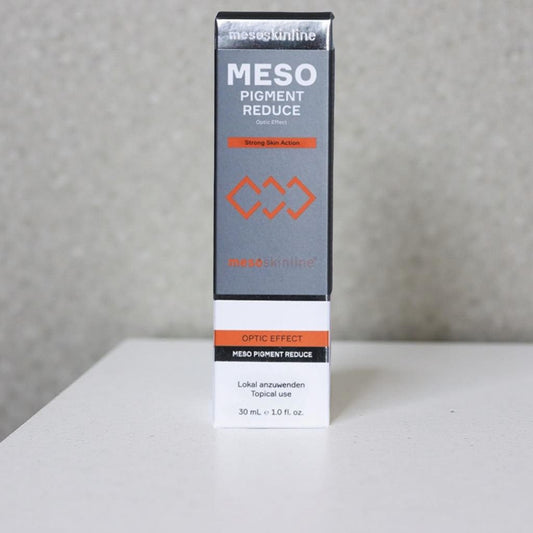 mesoskinline
MESO
PIGMENT
REDUCE
Optic Effect
Strong Skin Action
mesoskinline®
OPTIC EFFECT
MESO PIGMENT REDUCE
Lokal anzuwenden
Topical use
30 mL ℮ 1.0 fl. oz.